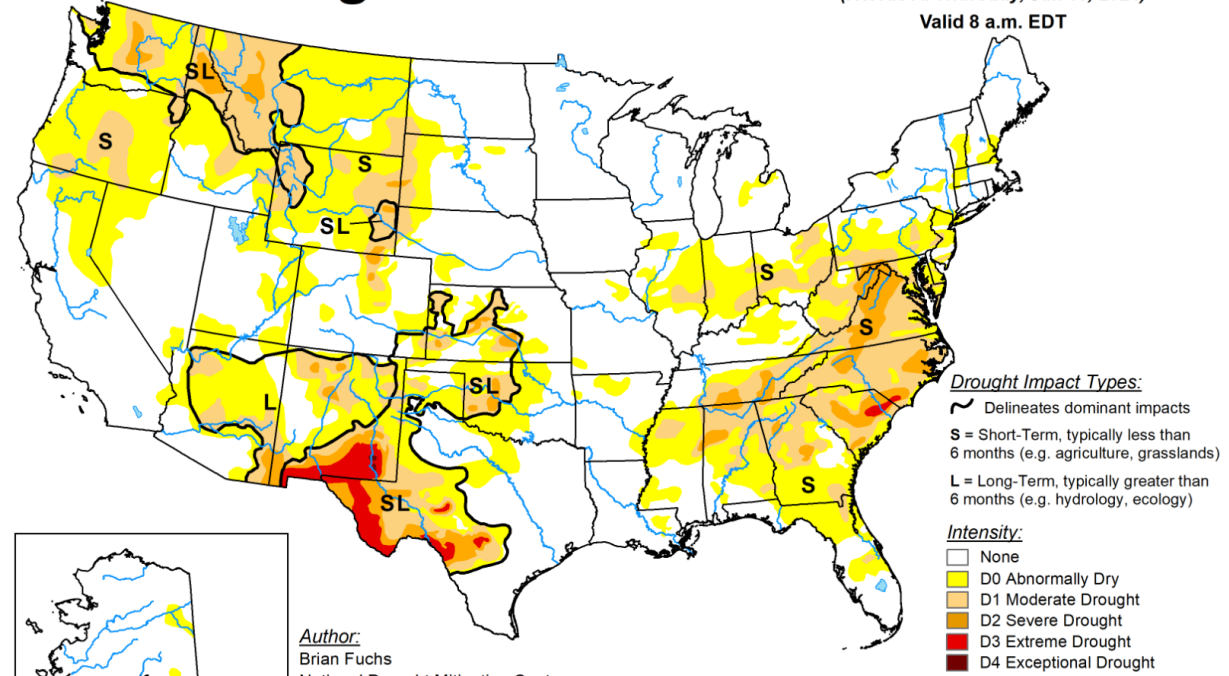 Valid 8 a.m. EDT
SL
S
S
SL
S
S
L
SL
SL
S
Drought Impact Types:
Delineates dominant impacts
S = Short-Term, typically less than
6 months (e.g. agriculture, grasslands)
L = Long-Term, typically greater than
6 months (e.g. hydrology, ecology)
Intensity:
None
D0 Abnormally Dry
D1 Moderate Drought
D2 Severe Drought
D3 Extreme Drought
D4 Exceptional Drought
Author:
Brian Fuchs